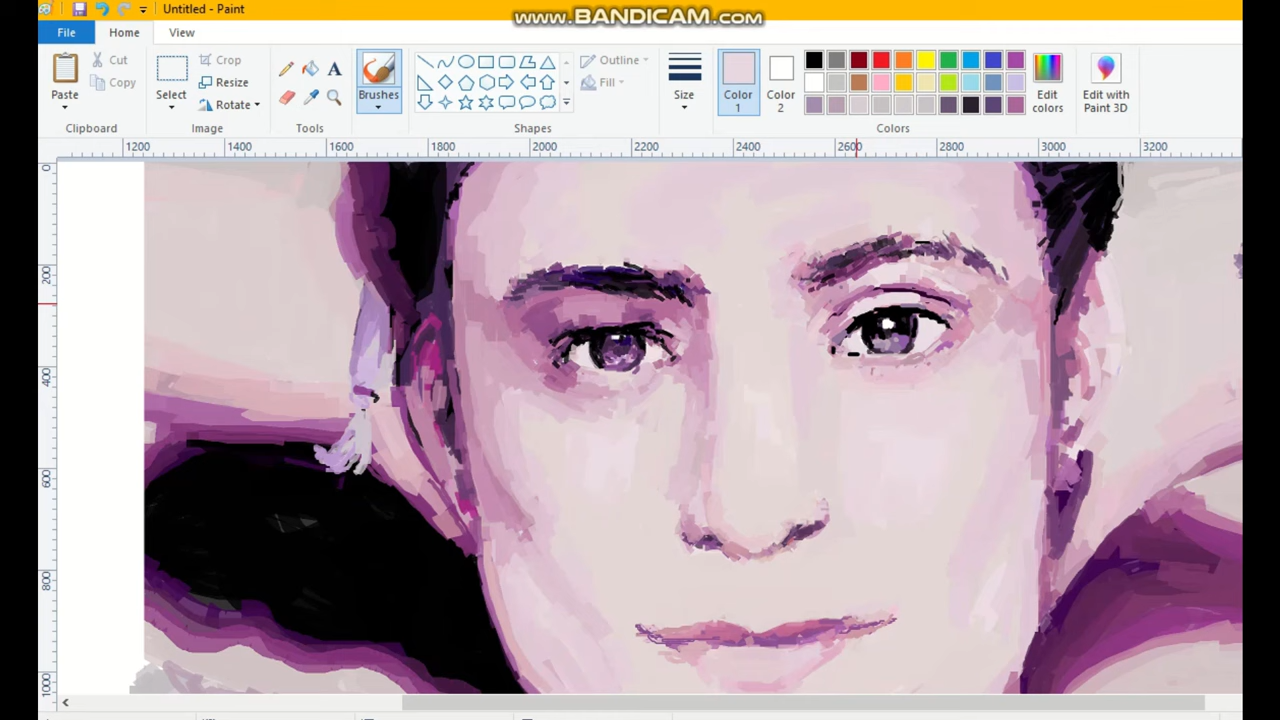 Untitled - Paint
www.BANDICAM.com
File
Home
View
Paste
Cut
Copy
Clipboard
Select
Crop
Resize
Rotate
Image
A
Tools
Brushes
Shapes
Outline
Fill
Size
Color 1
Color 2
Colors
Edit colors
Edit with Paint 3D
1200 1400 1600 1800 2000 2200 2400 2600 2800 3000 3200
0
200
400
600
800
1000